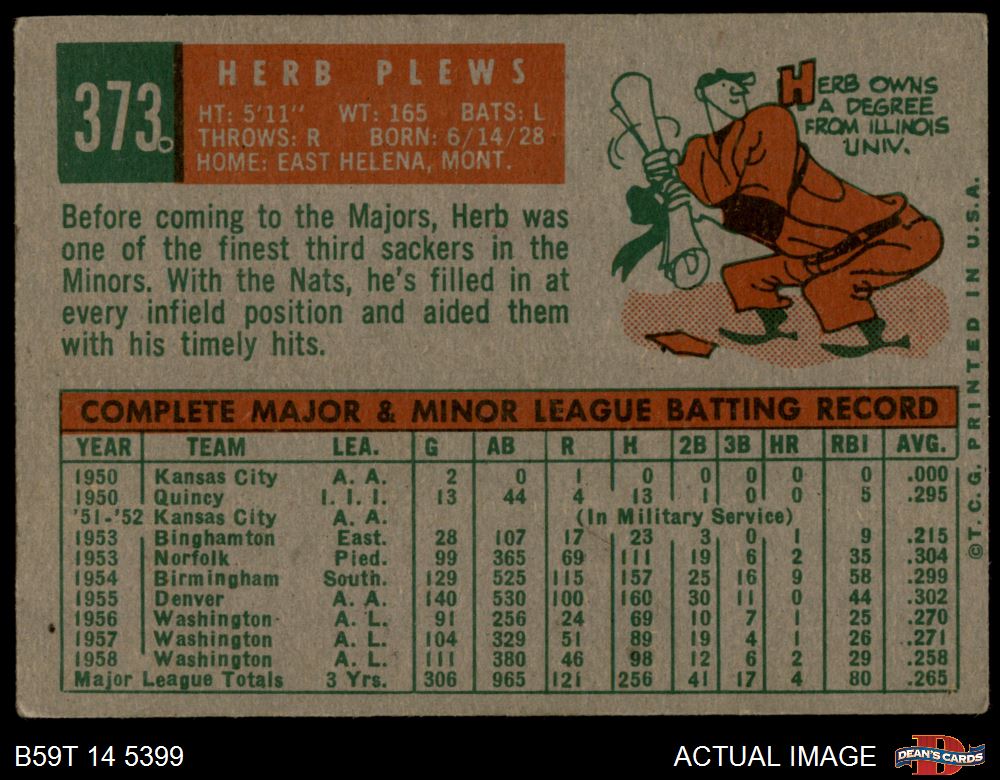 373.
HERB PLEWS
HT: 5'11" WT: 165 BATS: L
THROWS: R BORN: 6/14/28
HOME: EAST HELENA, MONT.
HERB OWNS
A DEGREE
FROM ILLINOIS
UNIV.
Before coming to the Majors, Herb was
one of the finest third sackers in the
Minors. With the Nats, he's filled in at
every infield position and aided them
with his timely hits.
COMPLETE MAJOR & MINOR LEAGUE BATTING RECORD
YEAR TEAM LEA. G AB R H 2B 3B HR RBI AVG.
1950 Kansas City A. A. 2 0 1 0 0 0 0 0 .000
1950 Quincy I. I. I. 13 44 4 13 1 0 0 5 .295
'51-'52 Kansas City A. A. (In Military Service)
1953 Binghamton East. 28 107 17 23 3 0 1 9 .215
1953 Norfolk Pied. 99 365 69 111 19 6 2 35 .304
1954 Birmingham South. 129 525 115 157 25 16 9 58 .299
1955 Denver A. A. 140 530 100 160 30 11 0 44 .302
1956 Washington A. L. 91 256 24 69 10 7 1 25 .270
1957 Washington A. L. 104 329 51 89 19 4 1 26 .271
1958 Washington A. L. 111 380 46 98 12 6 2 29 .258
Major League Totals 3 Yrs. 306 965 121 256 41 17 4 80 .265
©T. C. G. PRINTED IN U.S.A.
B59T 14 5399
ACTUAL IMAGE
D
DEAN'S CARDS